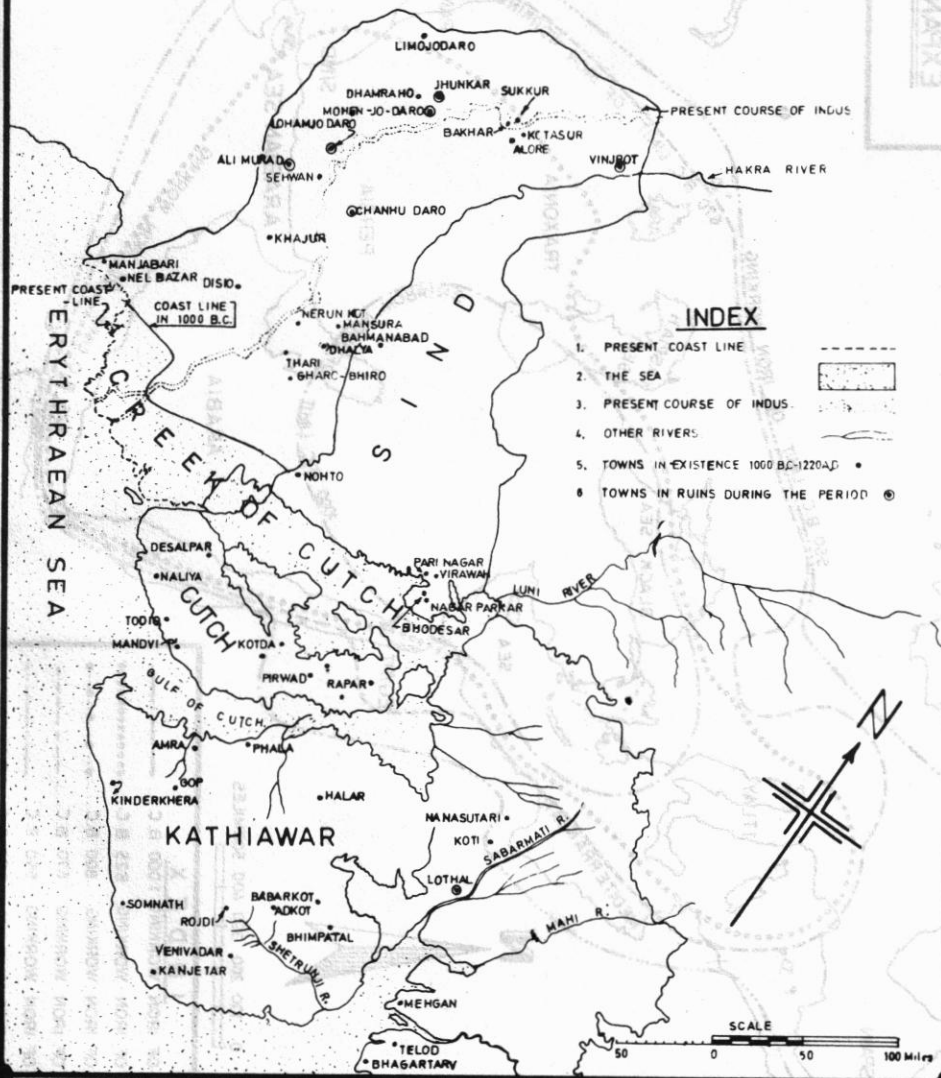 LIMOJODARO
DHAMRAHO
JHUNKAR
MOHEN-JO-DARO
SUKKUR
PRESENT COURSE OF INDUS
LOHAMJODARO
BAKHAR
KOTASUR
ALORE
ALI MURAD
SEHWAN
VINJROT
HAKRA RIVER
CHANHU DARO
KHAJUR
MANJABARI
NEL BAZAR
DISIO
PRESENT COAST
LINE
COAST LINE
IN 1000 B.C.
NERUN KOT
MANSURA
BAHMANABAD
DHALYA
THARI
GHARC-BHIRO
SIND
ERYTHRAEAN SEA
CREEK OF CUTCH
NOHTO
INDEX
1. PRESENT COAST LINE
2. THE SEA
3. PRESENT COURSE OF INDUS
4. OTHER RIVERS
5. TOWNS IN EXISTENCE 1000 B.C-1220A.D
6 TOWNS IN RUINS DURING THE PERIOD
DESALPAR
NALIYA
CUTCH
PARI NAGAR
VIRAWAH
NAGAR PARKAR
BHODESAR
LUNI RIVER
TODIO
MANDVI
KOTDA
PIRWAD
RAPAR
GULF OF CUTCH
AMRA
PHALA
GOP
KINDERKHERA
HALAR
KATHIAWAR
NANASUTARI
KOTI
SABARMATI R.
LOTHAL
SOMNATH
BABARKOT
ADKOT
ROJDI
BHIMPATAL
MAHI R.
VENIVADAR
KANJETAR
SHETRUNJI R.
MEHGAN
TELOD
BHAGARTARV
N
SCALE
50 0 50 100 Miles